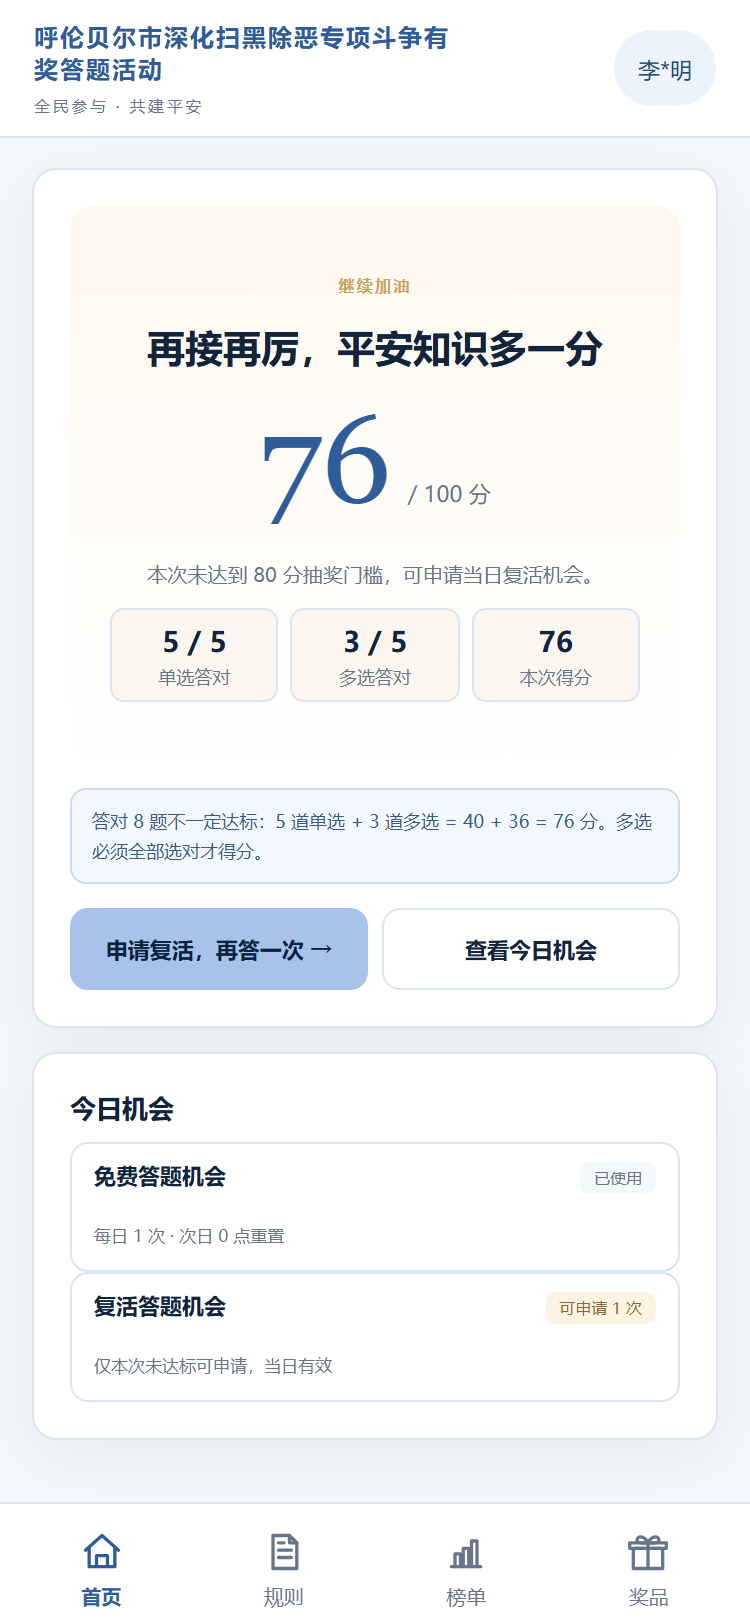 呼伦贝尔市深化扫黑除恶专项斗争有
奖答题活动
全民参与 · 共建平安
李*明
继续加油
再接再厉，平安知识多一分
76 / 100 分
本次未达到 80 分抽奖门槛，可申请当日复活机会。
5 / 5
单选答对
3 / 5
多选答对
76
本次得分
答对 8 题不一定达标：5 道单选 + 3 道多选 = 40 + 36 = 76 分。多选
必须全部选对才得分。
申请复活，再答一次 →
查看今日机会
今日机会
免费答题机会
已使用
每日 1 次 · 次日 0 点重置
复活答题机会
可申请 1 次
仅本次未达标可申请，当日有效
首页
规则
榜单
奖品